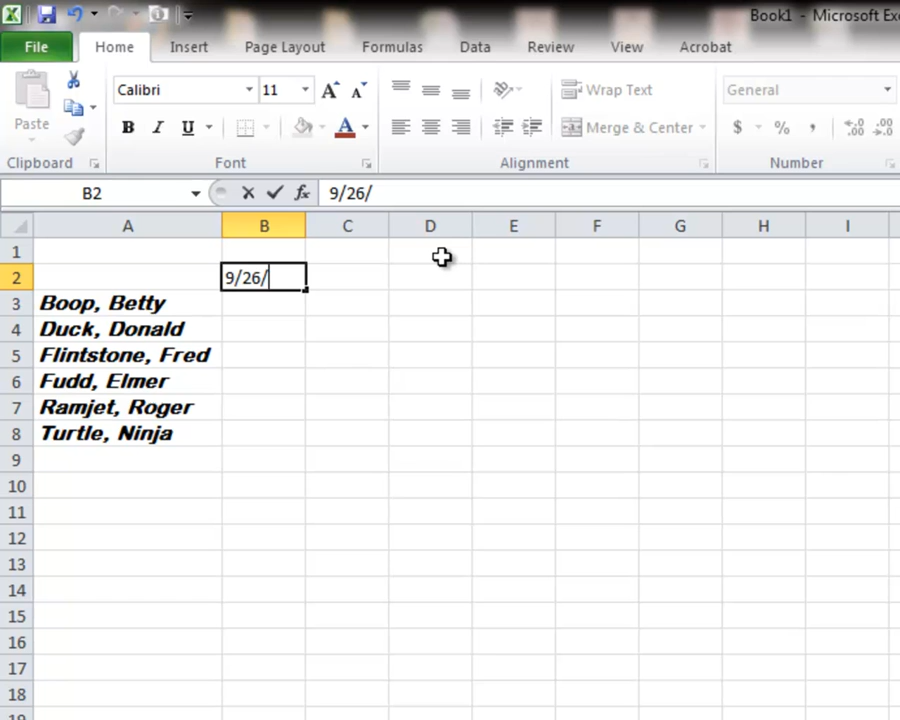 Book1 - Microsoft Exc
File Home Insert Page Layout Formulas Data Review View Acrobat
Calibri 11 A A Wrap Text General
Paste B I U A Merge & Center $ % ,
Clipboard Font Alignment Number
B2 fx 9/26/
A B C D E F G H I
1
2 9/26/
3 Boop, Betty
4 Duck, Donald
5 Flintstone, Fred
6 Fudd, Elmer
7 Ramjet, Roger
8 Turtle, Ninja
9
10
11
12
13
14
15
16
17
18
19